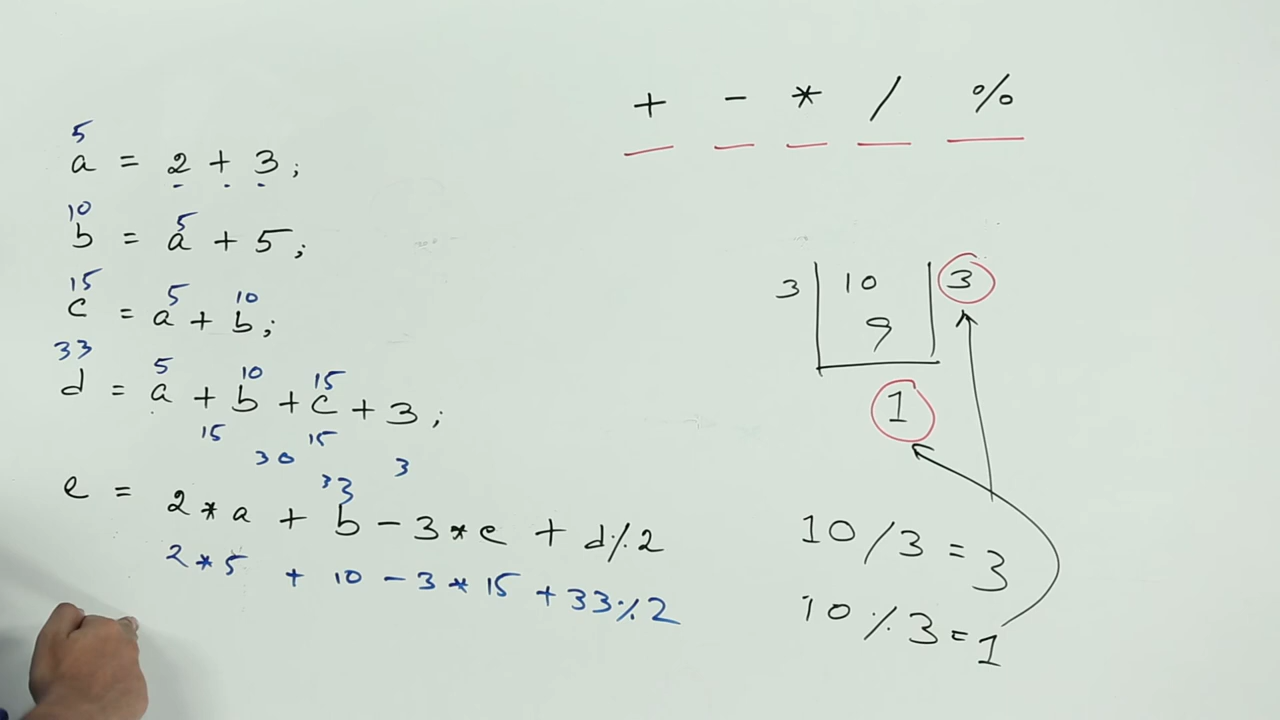 + - * / %
5
a = 2 + 3;
10 5
b = a + 5;
15 5 10
c = a + b;
33 5 10 15
d = a + b + c + 3;
15 15
30 3
33
e = 2*a + b - 3*c + d%2
2*5 + 10 - 3*15 + 33%2
3 10 3
9
1
10/3 = 3
10%3=1